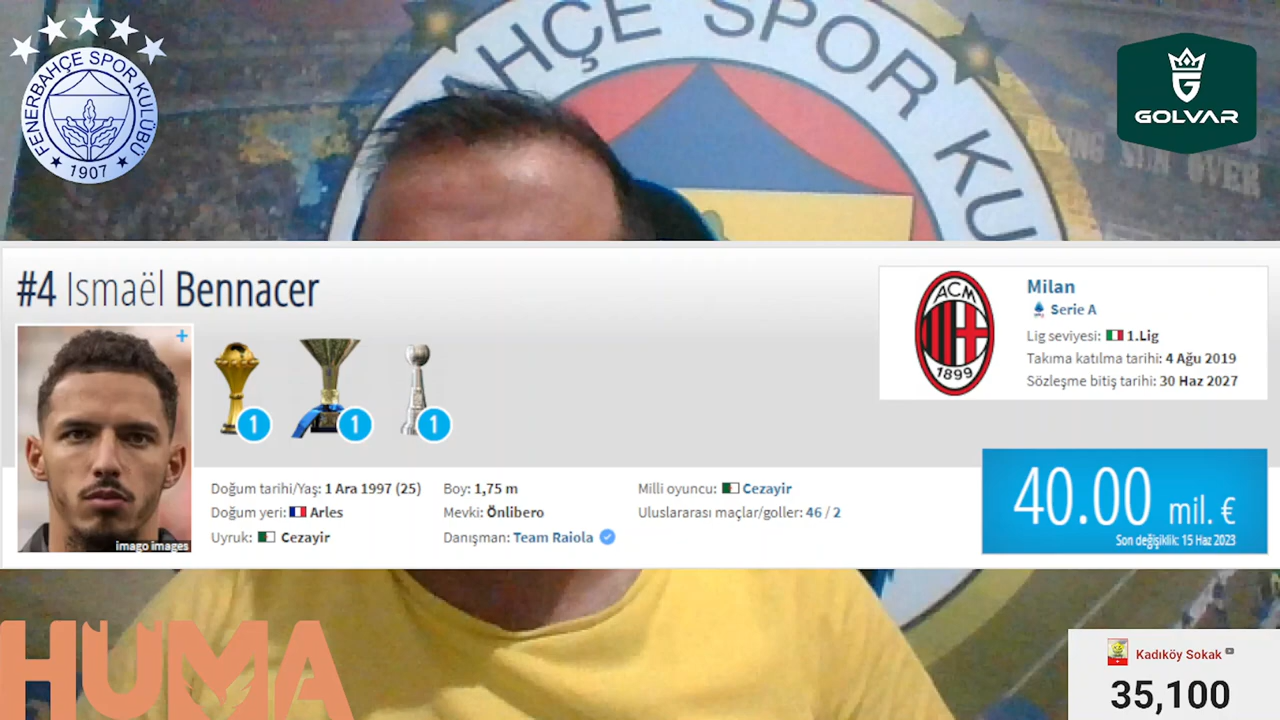 FENERBAHÇE SPOR KULÜBÜ
1907
AHÇE SPOR KU
GOLVAR
#4 Ismaël Bennacer
Milan
Serie A
Lig seviyesi: 1.Lig
Takıma katılma tarihi: 4 Ağu 2019
Sözleşme bitiş tarihi: 30 Haz 2027
ACM
1899
+
1
1
1
Doğum tarihi/Yaş: 1 Ara 1997 (25)
Doğum yeri: Arles
Uyruk: Cezayir
imago images
Boy: 1,75 m
Mevki: Önlibero
Danışman: Team Raiola
Milli oyuncu: Cezayir
Uluslararası maçlar/goller: 46 / 2
40.00 mil. €
Son değişiklik: 15 Haz 2023
HUMA
Kadıköy Sokak
35,100